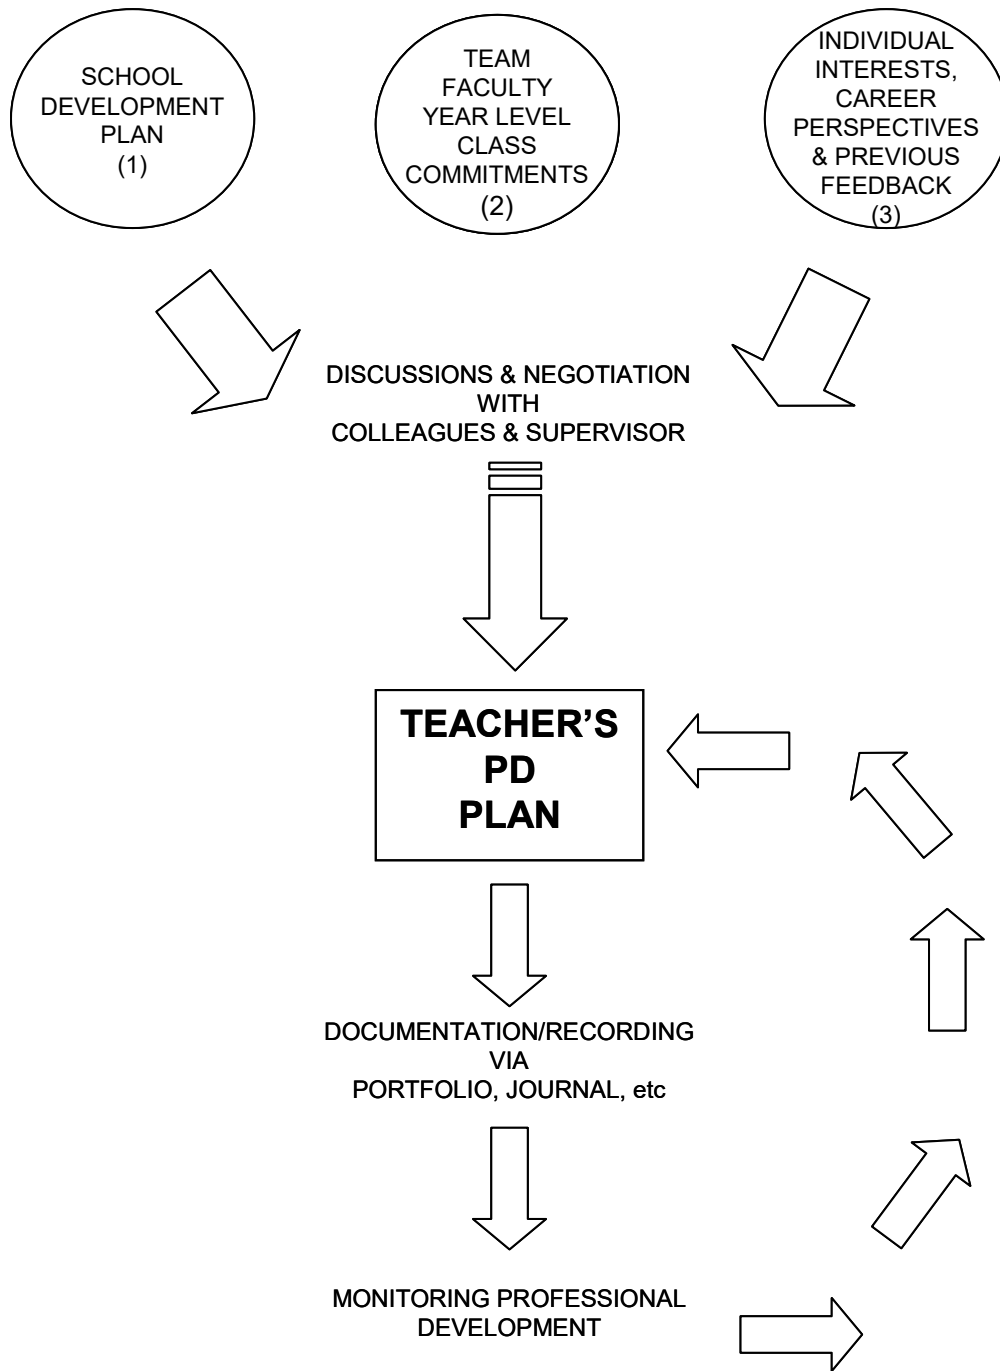 SCHOOL
DEVELOPMENT
PLAN
(1)
TEAM
FACULTY
YEAR LEVEL
CLASS
COMMITMENTS
(2)
INDIVIDUAL
INTERESTS,
CAREER
PERSPECTIVES
& PREVIOUS
FEEDBACK
(3)
DISCUSSIONS & NEGOTIATION
WITH
COLLEAGUES & SUPERVISOR
TEACHER’S
PD
PLAN
DOCUMENTATION/RECORDING
VIA
PORTFOLIO, JOURNAL, etc
MONITORING PROFESSIONAL
DEVELOPMENT